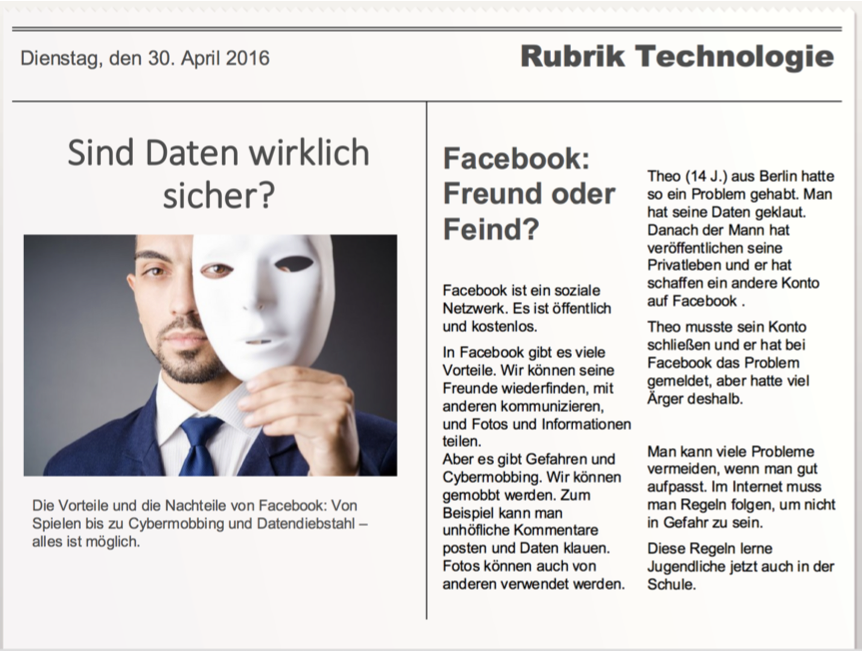 Dienstag, den 30. April 2016
Rubrik Technologie
Sind Daten wirklich
sicher?
Die Vorteile und die Nachteile von Facebook: Von
Spielen bis zu Cybermobbing und Datendiebstahl –
alles ist möglich.
Facebook:
Freund oder
Feind?
Facebook ist ein soziale
Netzwerk. Es ist öffentlich
und kostenlos.
In Facebook gibt es viele
Vorteile. Wir können seine
Freunde wiederfinden, mit
anderen kommunizieren,
und Fotos und Informationen
teilen.
Aber es gibt Gefahren und
Cybermobbing. Wir können
gemobbt werden. Zum
Beispiel kann man
unhöfliche Kommentare
posten und Daten klauen.
Fotos können auch von
anderen verwendet werden.
Theo (14 J.) aus Berlin hatte
so ein Problem gehabt. Man
hat seine Daten geklaut.
Danach der Mann hat
veröffentlichen seine
Privatleben und er hat
schaffen ein andere Konto
auf Facebook .
Theo musste sein Konto
schließen und er hat bei
Facebook das Problem
gemeldet, aber hatte viel
Ärger deshalb.
Man kann viele Probleme
vermeiden, wenn man gut
aufpasst. Im Internet muss
man Regeln folgen, um nicht
in Gefahr zu sein.
Diese Regeln lerne
Jugendliche jetzt auch in der
Schule.